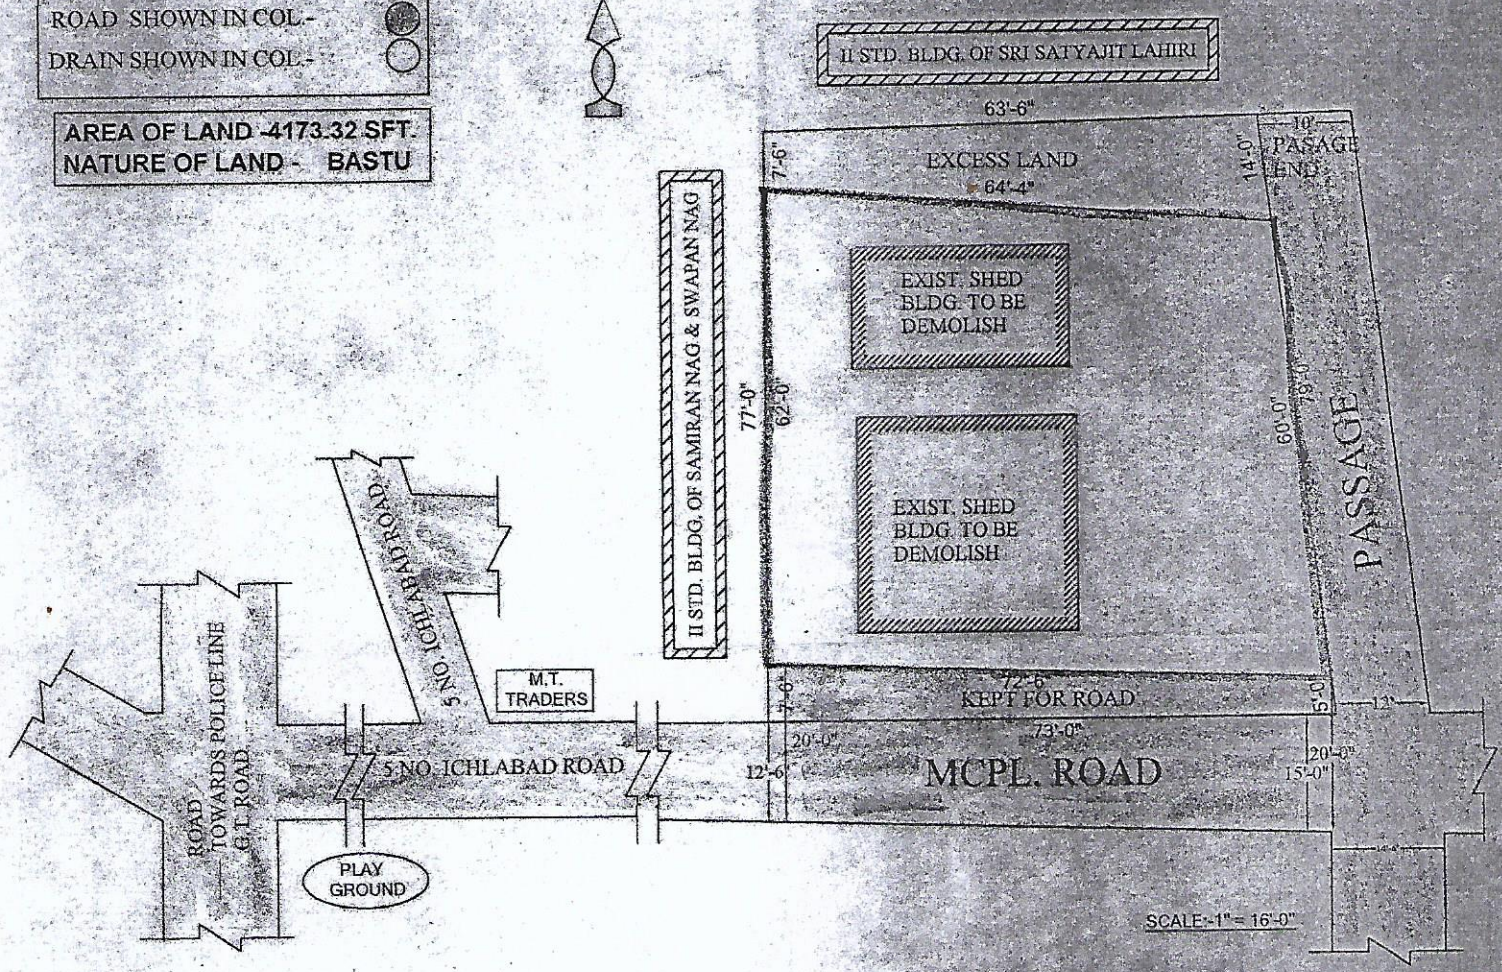 ROAD SHOWN IN COL.-
DRAIN SHOWN IN COL.-
AREA OF LAND -4173.32 SFT.
NATURE OF LAND - BASTU
II STD. BLDG. OF SRI SATYAJIT LAHIRI
63'-6"
10'
PASAGE
END
7'-6"
EXCESS LAND
14'-0"
64'-4"
II STD. BLDG. OF SAMIRAN NAG & SWAPAN NAG
EXIST. SHED
BLDG. TO BE
DEMOLISH
77'-0"
62'-0"
60'-0"
79'-0"
PASSAGE
EXIST. SHED
BLDG. TO BE
DEMOLISH
5 NO. ICHLABAD ROAD.
M.T.
TRADERS
72'-6"
7'-6"
KEPT FOR ROAD
5'-0"
12'
73'-0"
ROAD
TOWARDS POLICE LINE
G.T. ROAD
5 NO. ICHLABAD ROAD
20'-0"
12'-6
MCPL. ROAD
20'-0"
15'-0"
PLAY
GROUND
SCALE:-1" = 16'-0"